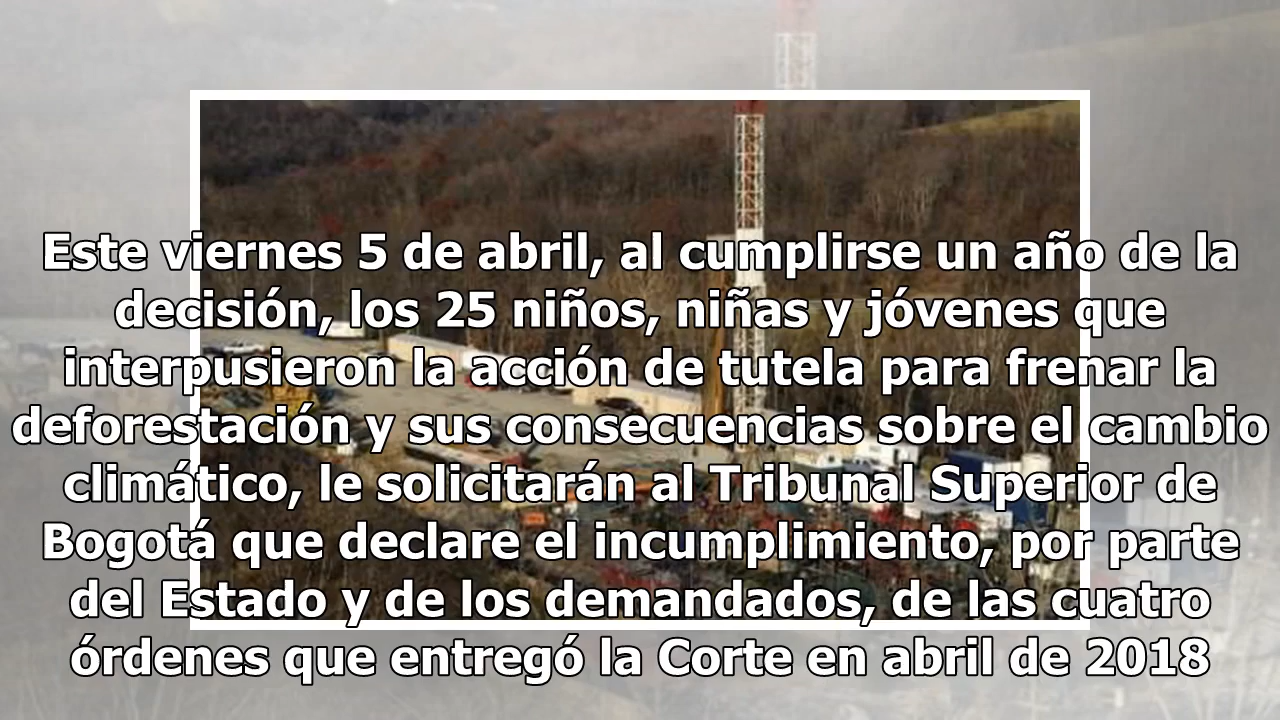 Este viernes 5 de abril, al cumplirse un año de la
decisión, los 25 niños, niñas y jóvenes que
interpusieron la acción de tutela para frenar la
deforestación y sus consecuencias sobre el cambio
climático, le solicitarán al Tribunal Superior de
Bogotá que declare el incumplimiento, por parte
del Estado y de los demandados, de las cuatro
órdenes que entregó la Corte en abril de 2018